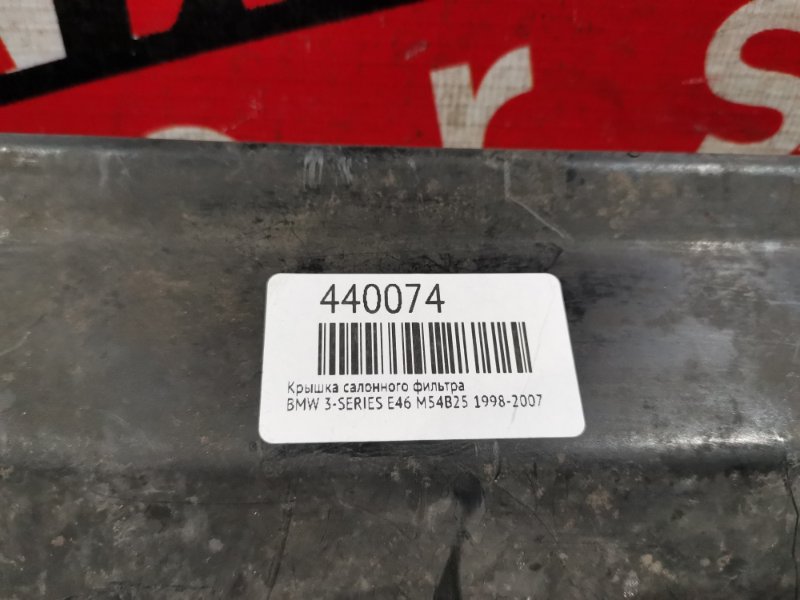 r s
440074
Крышка салонного фильтра
BMW 3-SERIES E46 M54B25 1998-2007